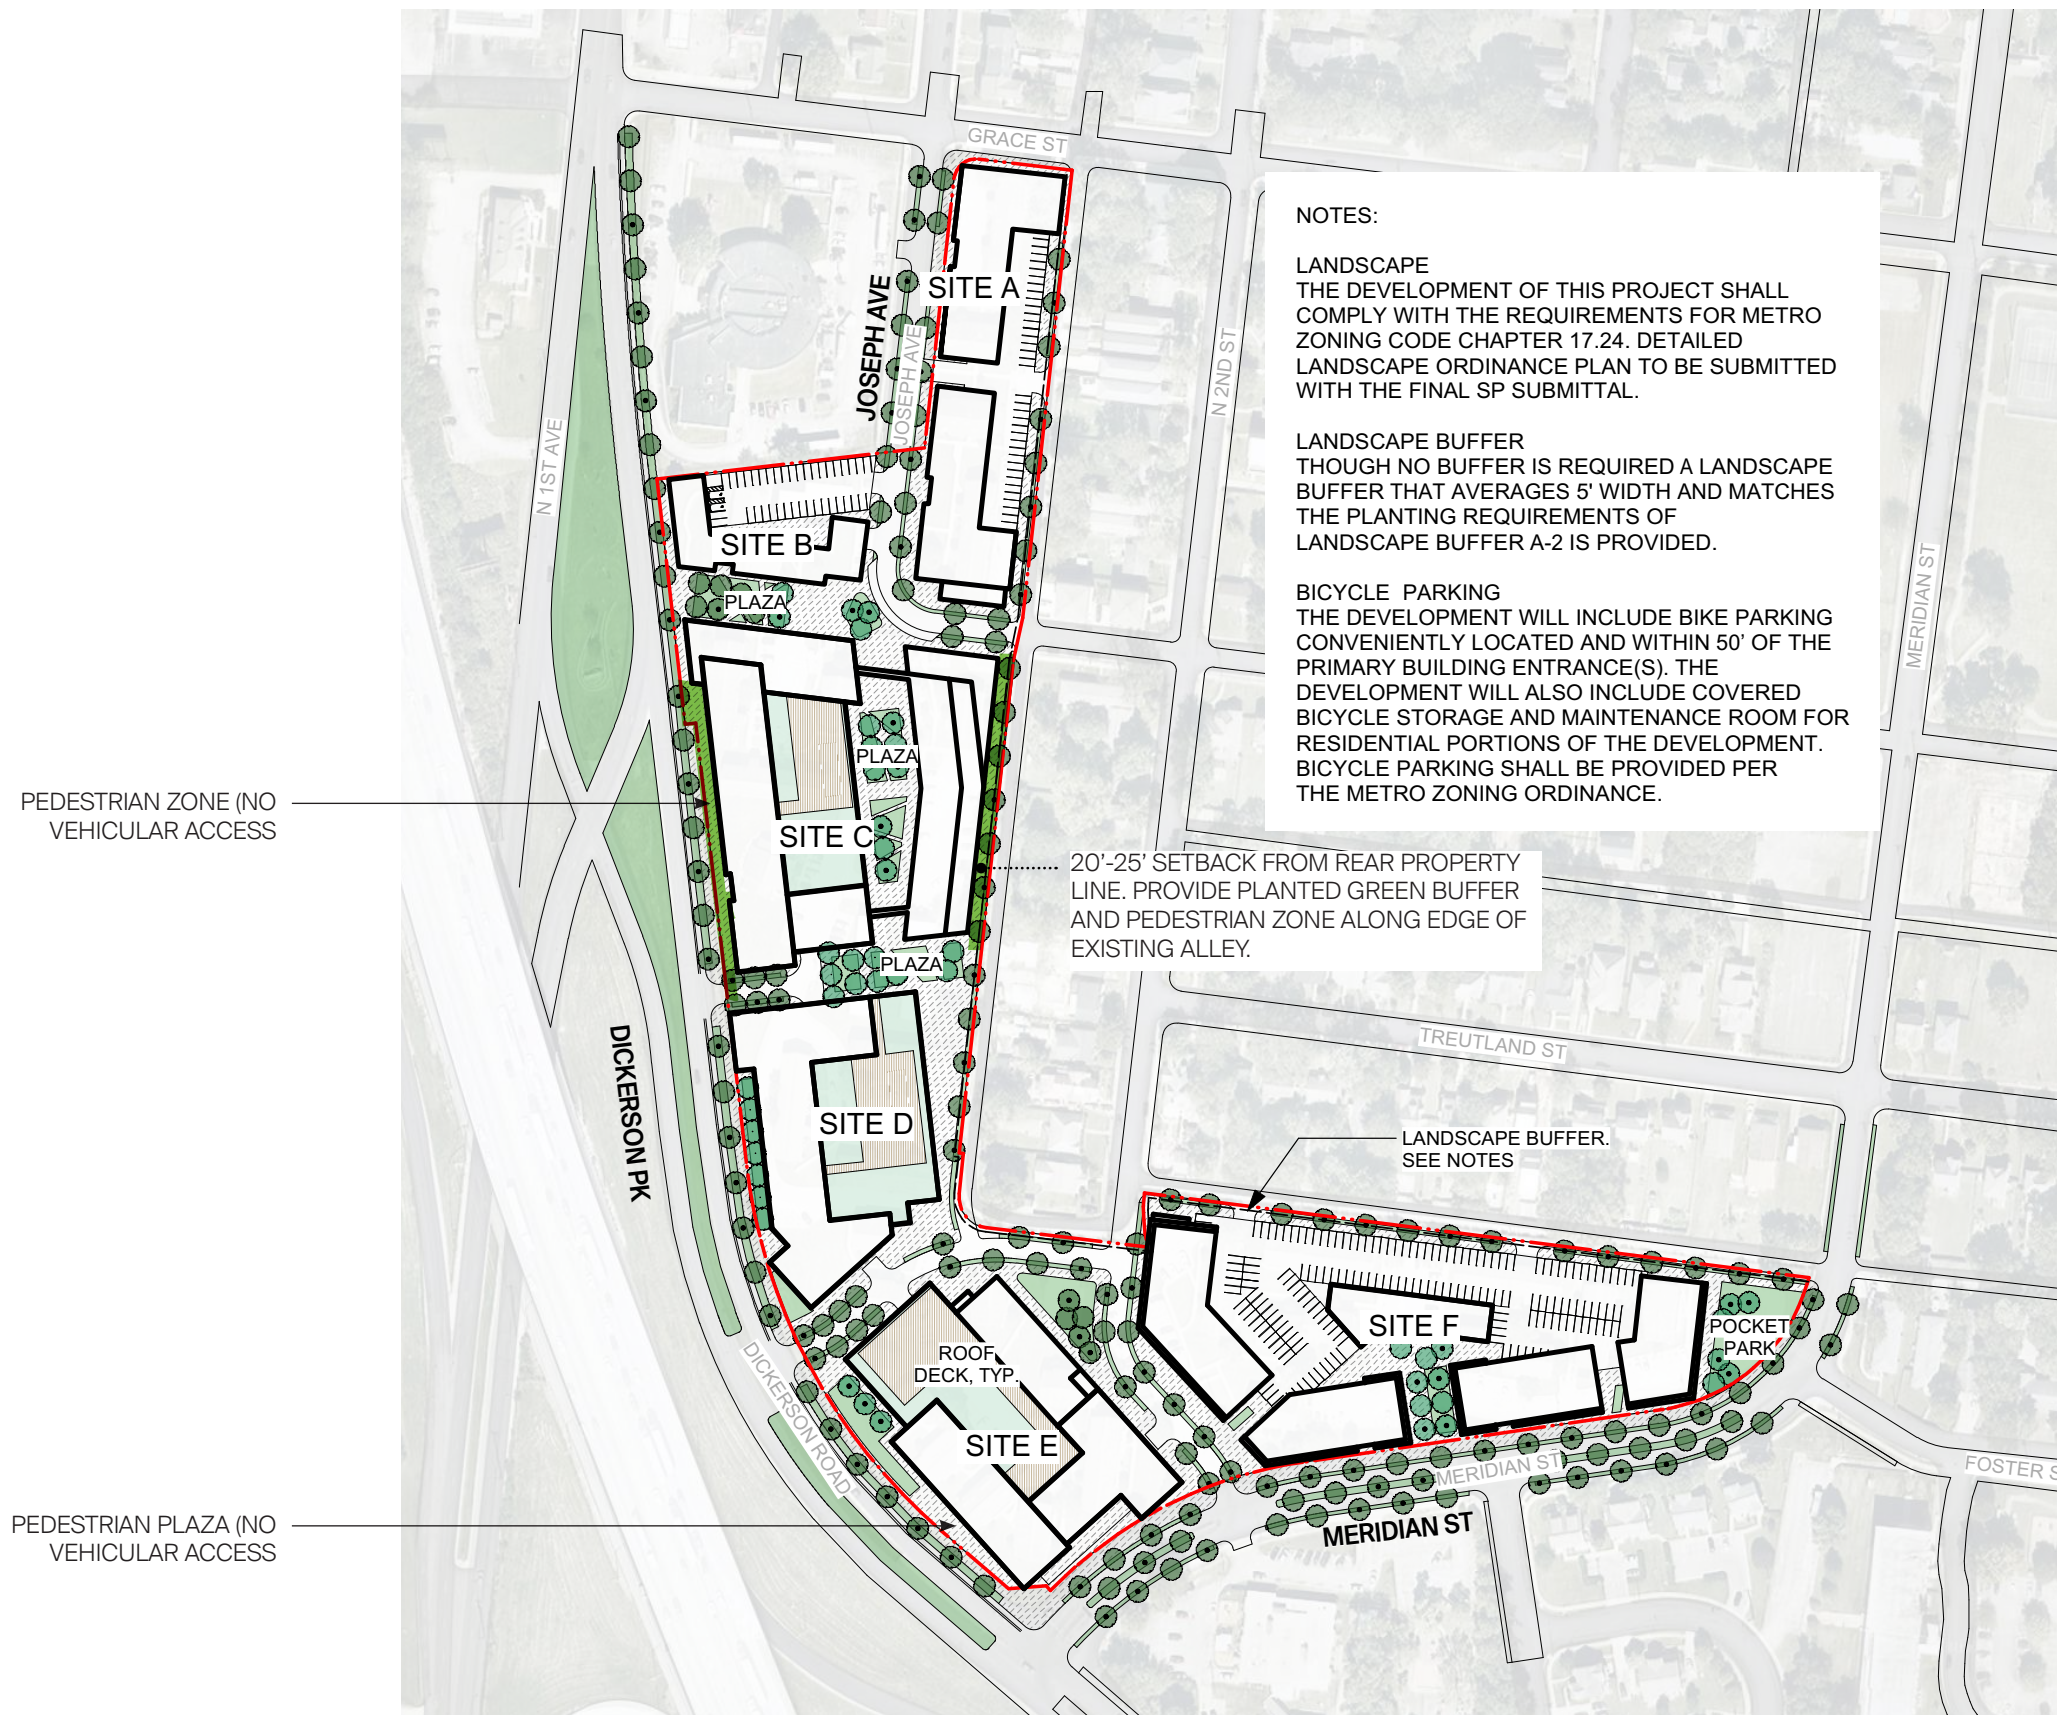 GRACE ST
NOTES:
LANDSCAPE
THE DEVELOPMENT OF THIS PROJECT SHALL
COMPLY WITH THE REQUIREMENTS FOR METRO
ZONING CODE CHAPTER 17.24. DETAILED
LANDSCAPE ORDINANCE PLAN TO BE SUBMITTED
WITH THE FINAL SP SUBMITTAL.
LANDSCAPE BUFFER
THOUGH NO BUFFER IS REQUIRED A LANDSCAPE
BUFFER THAT AVERAGES 5' WIDTH AND MATCHES
THE PLANTING REQUIREMENTS OF
LANDSCAPE BUFFER A-2 IS PROVIDED.
BICYCLE  PARKING
THE DEVELOPMENT WILL INCLUDE BIKE PARKING
CONVENIENTLY LOCATED AND WITHIN 50’ OF THE
PRIMARY BUILDING ENTRANCE(S). THE
DEVELOPMENT WILL ALSO INCLUDE COVERED
BICYCLE STORAGE AND MAINTENANCE ROOM FOR
RESIDENTIAL PORTIONS OF THE DEVELOPMENT.
BICYCLE PARKING SHALL BE PROVIDED PER
THE METRO ZONING ORDINANCE.
SITE A
JOSEPH AVE
JOSEPH AVE
N 2ND ST
N 1ST AVE
MERIDIAN ST
SITE B
PLAZA
PLAZA
PEDESTRIAN ZONE (NO
VEHICULAR ACCESS
SITE C
20’-25’ SETBACK FROM REAR PROPERTY
LINE. PROVIDE PLANTED GREEN BUFFER
AND PEDESTRIAN ZONE ALONG EDGE OF
EXISTING ALLEY.
PLAZA
DICKERSON PK
TREUTLAND ST
SITE D
LANDSCAPE BUFFER.
SEE NOTES
SITE F
POCKET
PARK
ROOF
DECK, TYP.
DICKERSON ROAD
SITE E
MERIDIAN ST
FOSTER S
MERIDIAN ST
PEDESTRIAN PLAZA (NO
VEHICULAR ACCESS